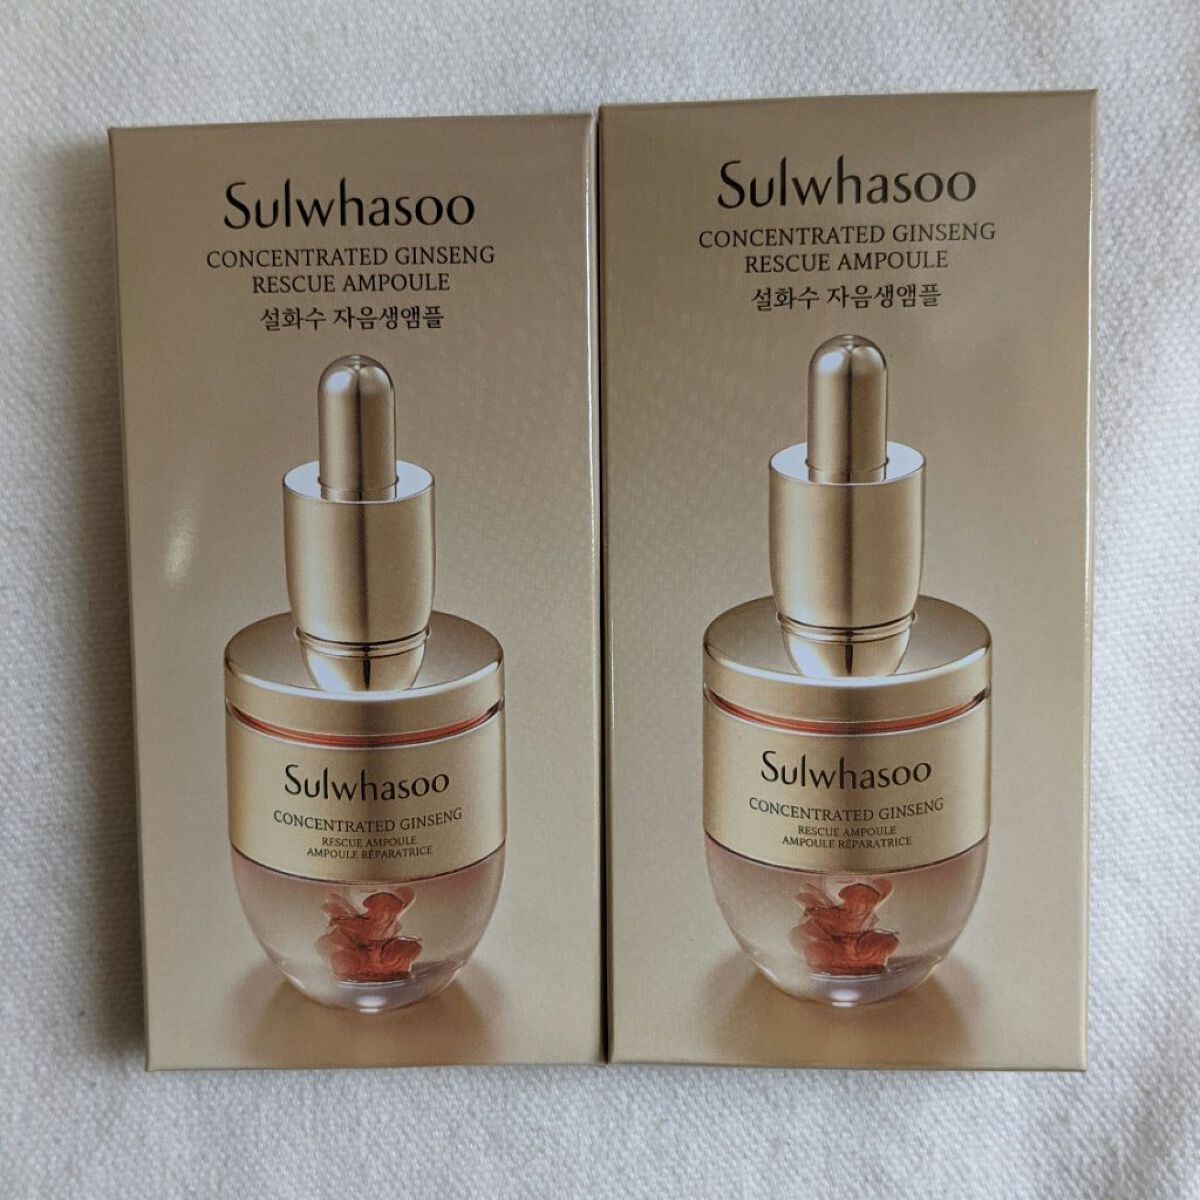 Sulwhasoo
CONCENTRATED GINSENG
RESCUE AMPOULE
설화수 자음생앰플
Sulwhasoo
CONCENTRATED GINSENG
RESCUE AMPOULE
AMPOULE RÉPARATRICE
Sulwhasoo
CONCENTRATED GINSENG
RESCUE AMPOULE
설화수 자음생앰플
Sulwhasoo
CONCENTRATED GINSENG
RESCUE AMPOULE
AMPOULE RÉPARATRICE